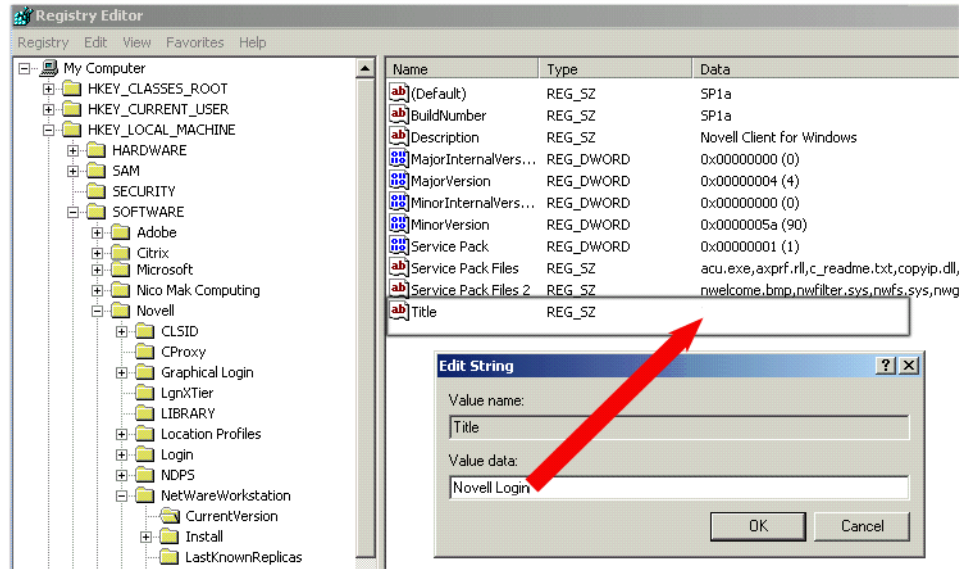 Registry Editor
Registry Edit View Favorites Help
My Computer
HKEY_CLASSES_ROOT
HKEY_CURRENT_USER
HKEY_LOCAL_MACHINE
HARDWARE
SAM
SECURITY
SOFTWARE
Adobe
Citrix
Microsoft
Nico Mak Computing
Novell
CLSID
CProxy
Graphical Login
LgnXTier
LIBRARY
Location Profiles
Login
NDPS
NetWareWorkstation
CurrentVersion
Install
LastKnownReplicas
Name Type Data
(Default) REG_SZ SP1a
BuildNumber REG_SZ SP1a
Description REG_SZ Novell Client for Windows
MajorInternalVers... REG_DWORD 0x00000000 (0)
MajorVersion REG_DWORD 0x00000004 (4)
MinorInternalVers... REG_DWORD 0x00000000 (0)
MinorVersion REG_DWORD 0x0000005a (90)
Service Pack REG_DWORD 0x00000001 (1)
Service Pack Files REG_SZ acu.exe,axprf.rll,c_readme.txt,copyip.dll,
Service Pack Files 2 REG_SZ nwelcome.bmp,nwfilter.sys,nwfs.sys,nwg
Title REG_SZ
Edit String
Value name:
Title
Value data:
Novell Login
OK Cancel